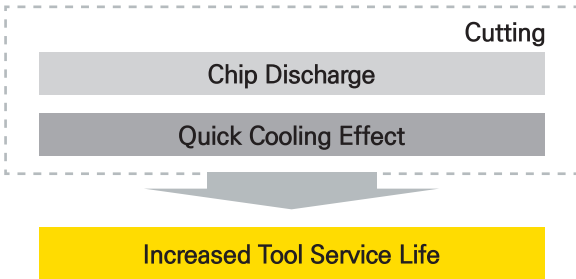 Cutting
Chip Discharge
Quick Cooling Effect
Increased Tool Service Life